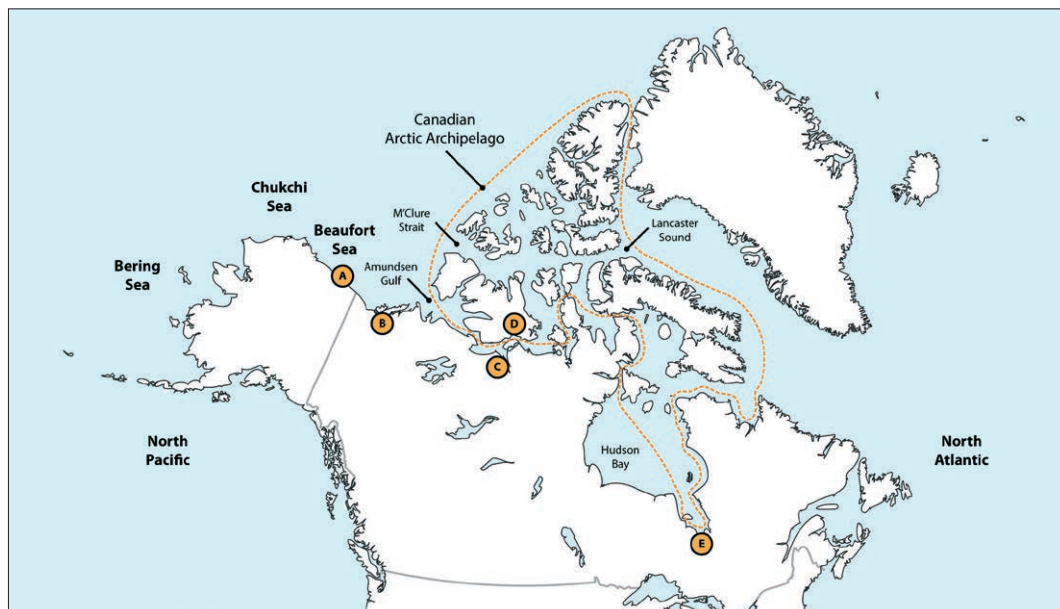 Canadian
Arctic Archipelago
Chukchi
Sea
M'Clure
Strait
Lancaster
Sound
Beaufort
Sea
Bering
Sea
Amundsen
Gulf
A
B
D
C
North
Pacific
Hudson
Bay
North
Atlantic
E